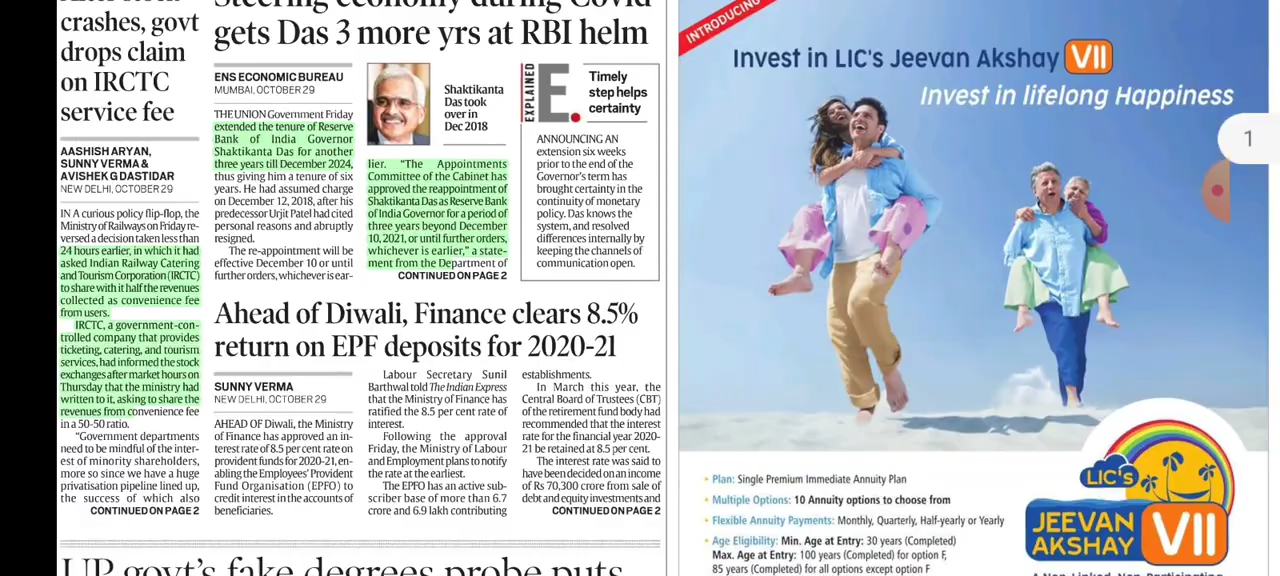 crashes, govt
drops claim
on IRCTC
service fee
AASHISH ARYAN,
SUNNY VERMA &
AVISHEK G DASTIDAR
NEW DELHI, OCTOBER 29
IN A curious policy flip-flop, the
Ministry of Railways on Friday re-
versed a decision taken less than
24 hours earlier, in which it had
asked Indian Railway Catering
and Tourism Corporation (IRCTC)
to share with it half the revenues
collected as convenience fee
from users.
IRCTC, a government-con-
trolled company that provides
ticketing, catering, and tourism
services, had informed the stock
exchanges after market hours on
Thursday that the ministry had
written to it, asking to share the
revenues from convenience fee
in a 50-50 ratio.
"Government departments
need to be mindful of the inter-
est of minority shareholders,
more so since we have a huge
privatisation pipeline lined up,
the success of which also
CONTINUED ON PAGE 2
Steering economy during Covid
gets Das 3 more yrs at RBI helm
ENS ECONOMIC BUREAU
MUMBAI, OCTOBER 29
THE UNION Government Friday
extended the tenure of Reserve
Bank of India Governor
Shaktikanta Das for another
three years till December 2024,
thus giving him a tenure of six
years. He had assumed charge
on December 12, 2018, after his
predecessor Urjit Patel had cited
personal reasons and abruptly
resigned.
The re-appointment will be
effective December 10 or until
further orders, whichever is ear-
Shaktikanta
Das took
over in
Dec 2018
lier. "The Appointments
Committee of the Cabinet has
approved the reappointment of
Shaktikanta Das as Reserve Bank
of India Governor for a period of
three years beyond December
10, 2021, or until further orders,
whichever is earlier," a state-
ment from the Department of
CONTINUED ON PAGE 2
EXPLAINED
E.
Timely
step helps
certainty
ANNOUNCING AN
extension six weeks
prior to the end of the
Governor's term has
brought certainty in the
continuity of monetary
policy. Das knows the
system, and resolved
differences internally by
keeping the channels of
communication open.
Ahead of Diwali, Finance clears 8.5%
return on EPF deposits for 2020-21
SUNNY VERMA
NEW DELHI, OCTOBER 29
AHEAD OF Diwali, the Ministry
of Finance has approved an in-
terest rate of 8.5 per cent rate on
provident funds for 2020-21, en-
abling the Employees' Provident
Fund Organisation (EPFO) to
credit interest in the accounts of
beneficiaries.
Labour Secretary Sunil
Barthwal told The Indian Express
that the Ministry of Finance has
ratified the 8.5 per cent rate of
interest.
Following the approval
Friday, the Ministry of Labour
and Employment plans to notify
the rate at the earliest.
The EPFO has an active sub-
scriber base of more than 6.7
crore and 6.9 lakh contributing
establishments.
In March this year, the
Central Board of Trustees (CBT)
of the retirement fund body had
recommended that the interest
rate for the financial year 2020-
21 be retained at 8.5 per cent.
The interest rate was said to
have been decided on an income
of Rs 70,300 crore from sale of
debt and equity investments and
CONTINUED ON PAGE 2
UP govt's fake degrees probe puts
INTRODUCING
Invest in LIC's Jeevan Akshay VII
Invest in lifelong Happiness
1
• Plan: Single Premium Immediate Annuity Plan
• Multiple Options: 10 Annuity options to choose from
• Flexible Annuity Payments: Monthly, Quarterly, Half-yearly or Yearly
• Age Eligibility: Min. Age at Entry: 30 years (Completed)
Max. Age at Entry: 100 years (Completed) for option F,
85 years (Completed) for all options except option F
LIC's
JEEVAN
AKSHAY
VII
A Non-Linked, Non-Participating